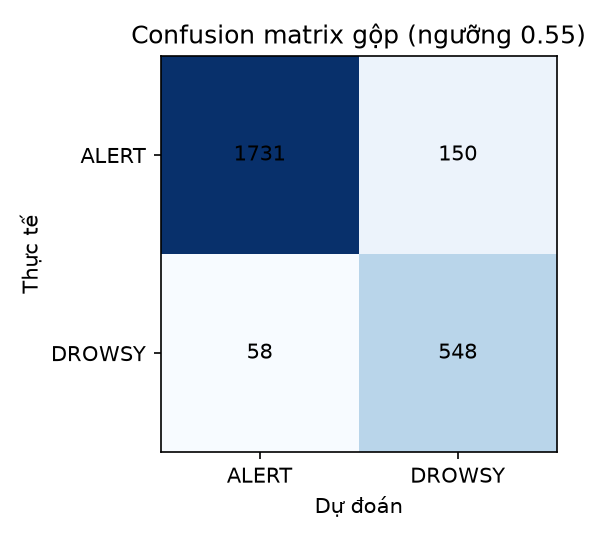 Confusion matrix gộp (ngưỡng 0.55)
Thực tế
ALERT
1731
150
DROWSY
58
548
ALERT
DROWSY
Dự đoán